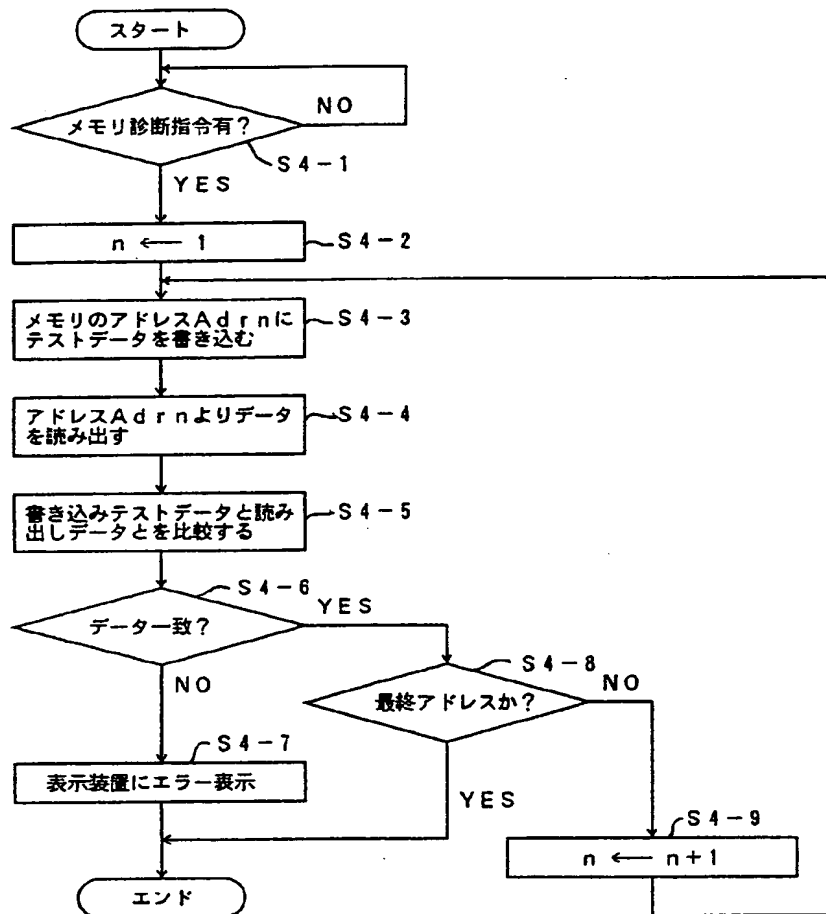 スタート
NO
メモリ診断指令有?
S4-1
YES
n ← 1
S4-2
メモリのアドレスAdrnに
テストデータを書き込む
S4-3
アドレスAdrnよりデータ
を読み出す
S4-4
書き込みテストデータと読み
出しデータとを比較する
S4-5
S4-6
データ一致?
YES
NO
S4-8
最終アドレスか?
NO
S4-7
表示装置にエラー表示
YES
S4-9
n ← n+1
エンド